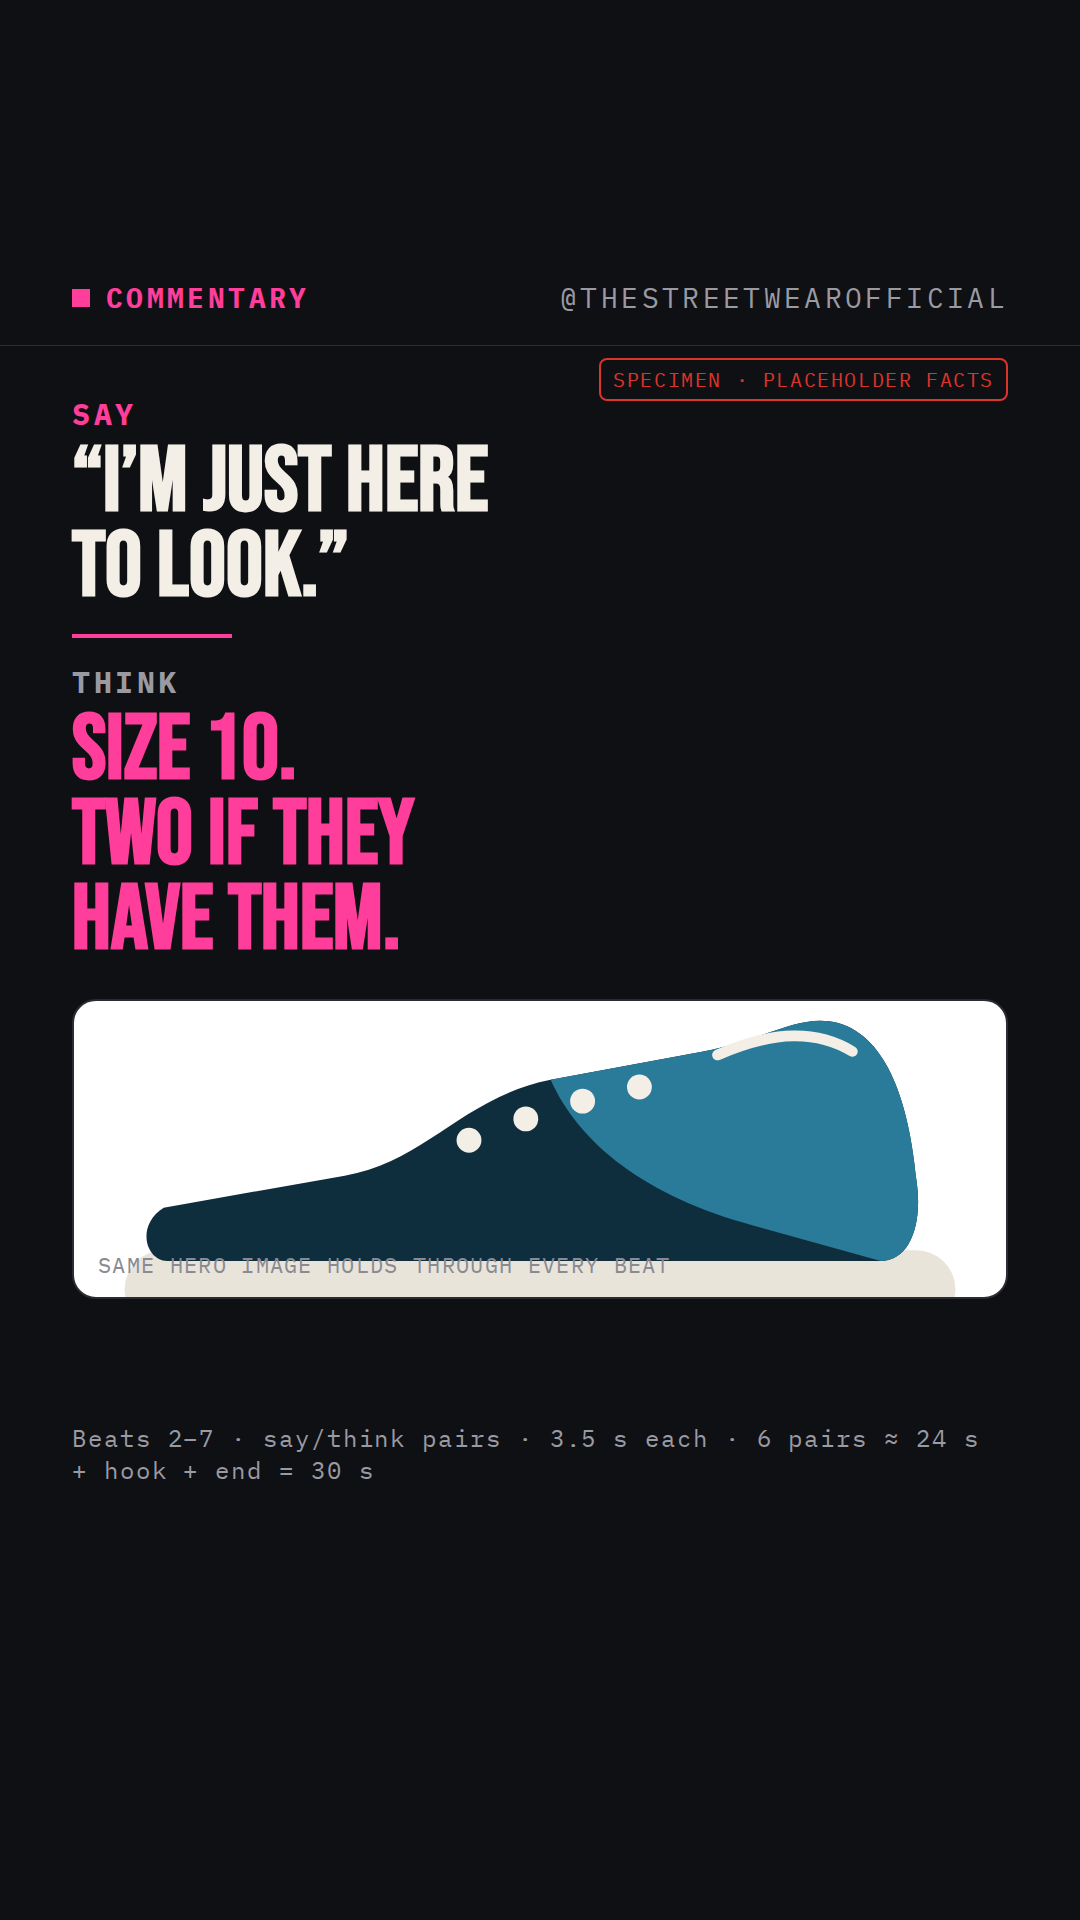 COMMENTARY
@THESTREETWEAROFFICIAL
SPECIMEN · PLACEHOLDER FACTS
SAY
“I’M JUST HERE
TO LOOK.”
THINK
SIZE 10.
TWO IF THEY
HAVE THEM.
SAME HERO IMAGE HOLDS THROUGH EVERY BEAT
Beats 2–7 · say/think pairs · 3.5 s each · 6 pairs ≈ 24 s
+ hook + end = 30 s